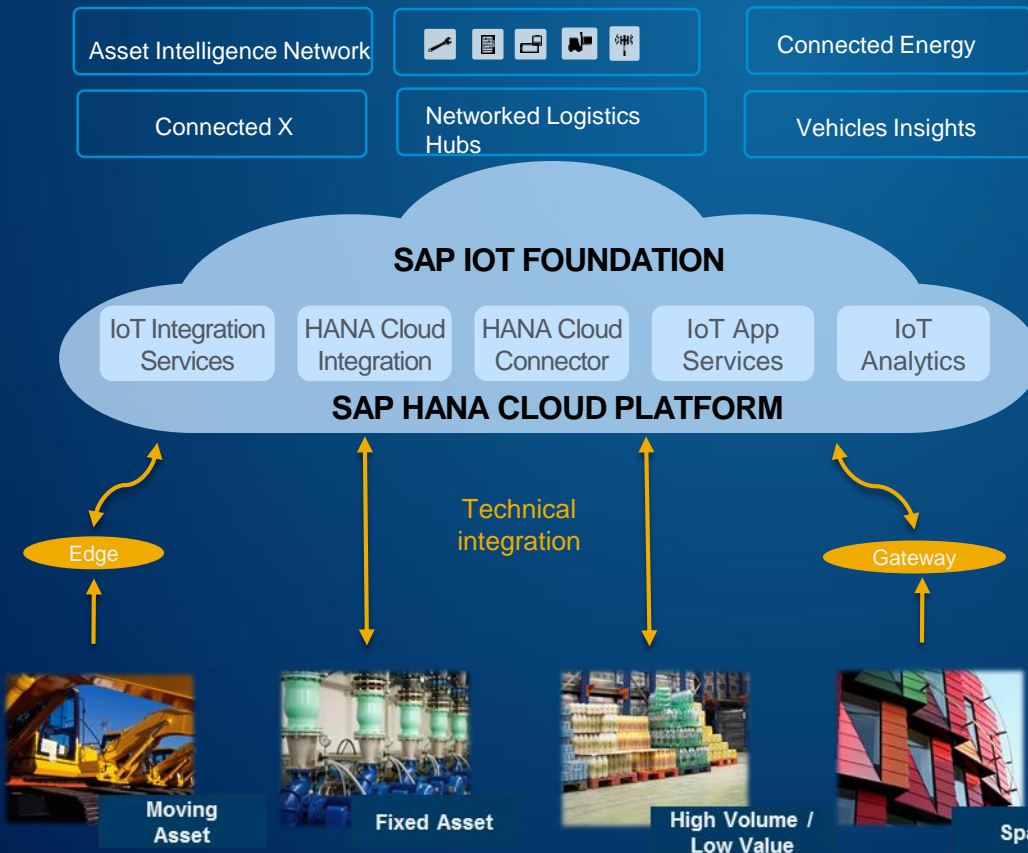 Asset Intelligence Network
Connected Energy
Connected X
Networked Logistics
Hubs
Vehicles Insights
SAP IOT FOUNDATION
IoT Integration
Services
HANA Cloud
Integration
HANA Cloud
Connector
IoT App
Services
IoT
Analytics
SAP HANA CLOUD PLATFORM
Technical
integration
Edge
Gateway
Moving
Asset
Fixed Asset
High Volume /
Low Value